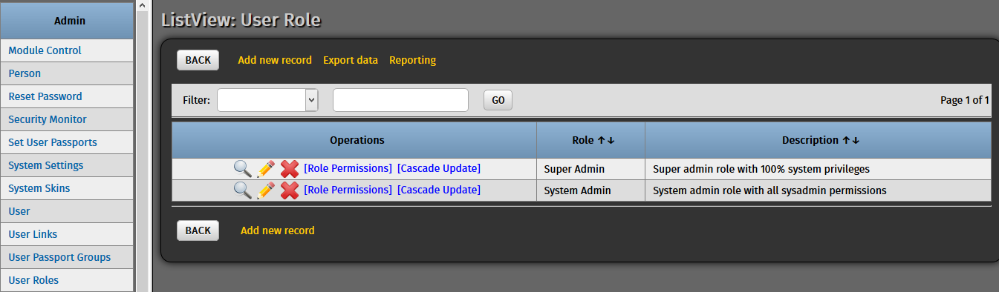 Admin
Module Control
Person
Reset Password
Security Monitor
Set User Passports
System Settings
System Skins
User
User Links
User Passport Groups
User Roles
ListView: User Role
BACK Add new record Export data Reporting
Filter: GO Page 1 of 1
Operations Role ↑↓ Description ↑↓
[Role Permissions] [Cascade Update] Super Admin Super admin role with 100% system privileges
[Role Permissions] [Cascade Update] System Admin System admin role with all sysadmin permissions
BACK Add new record